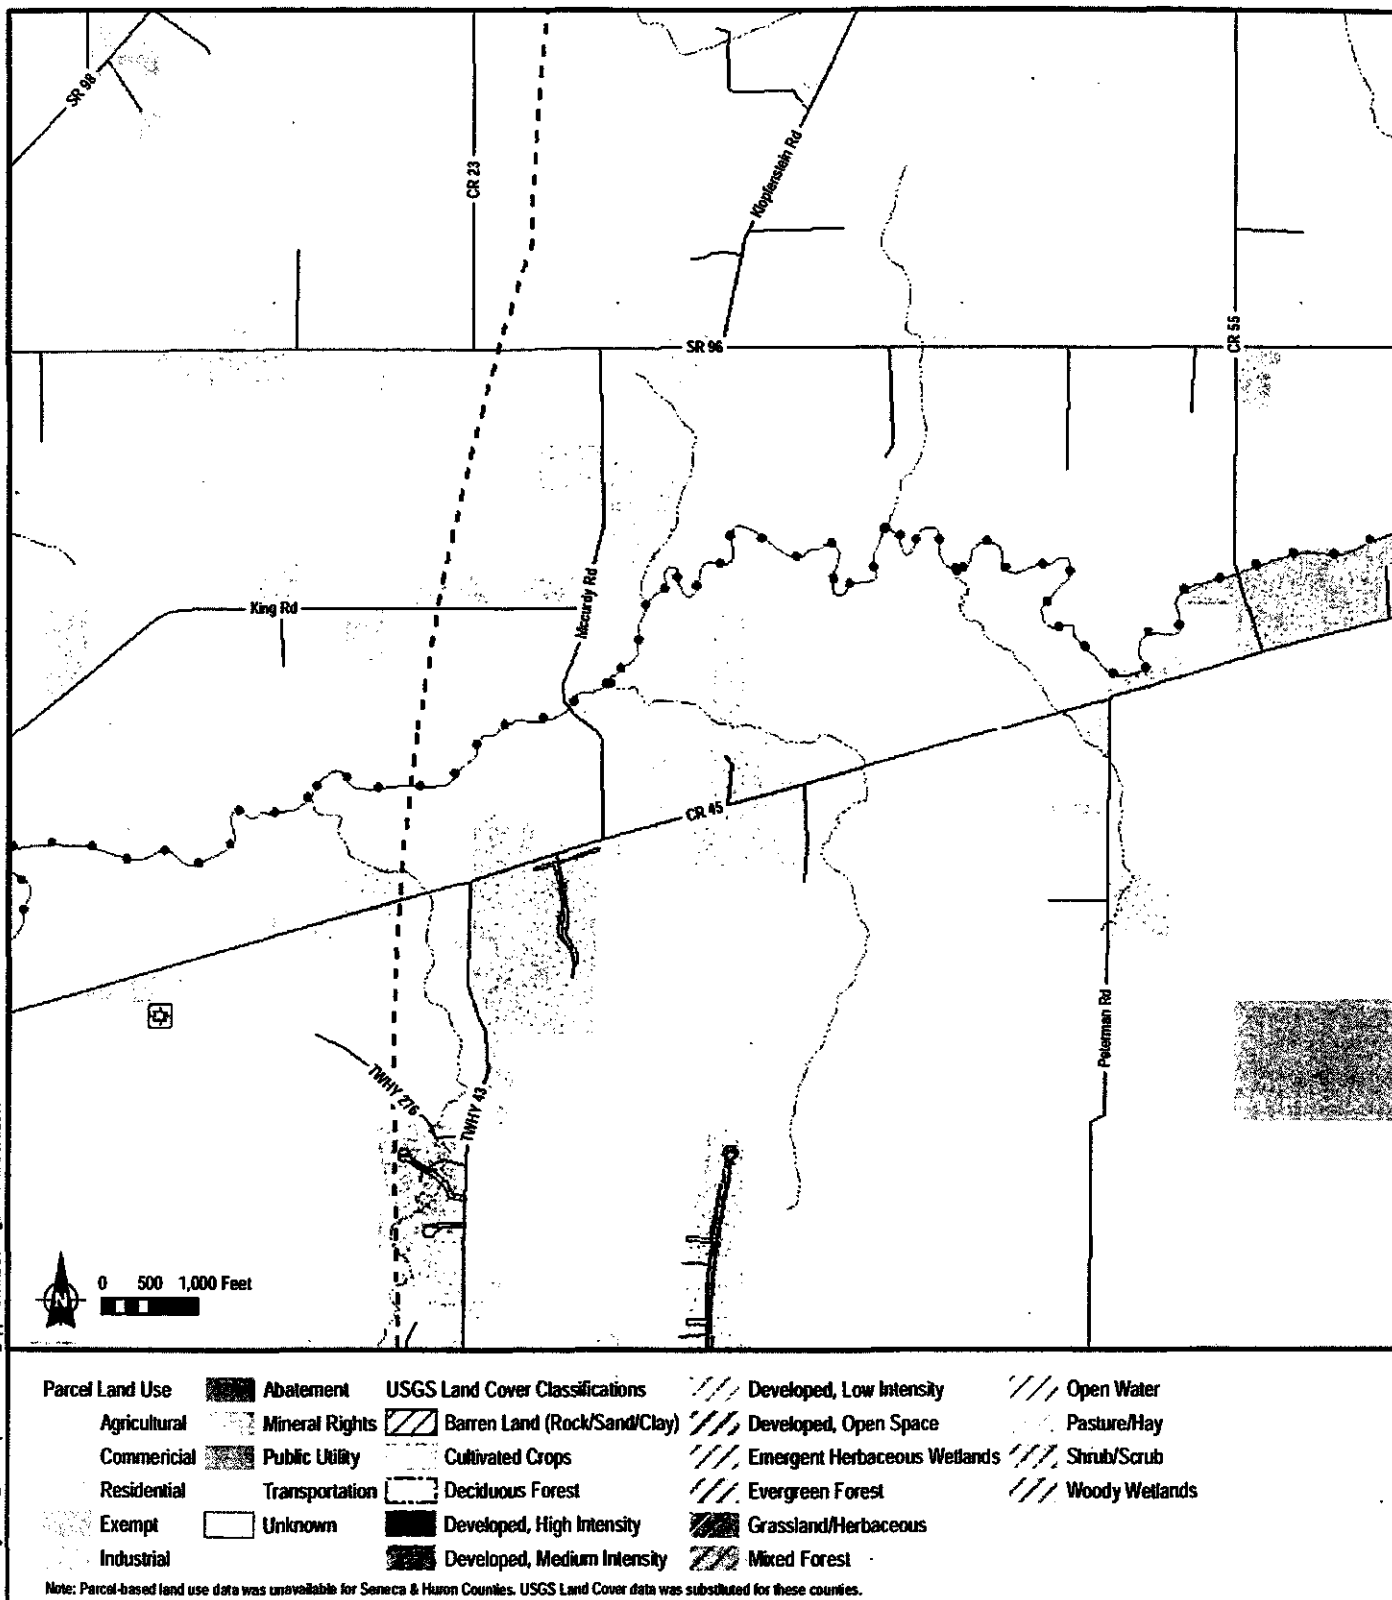 SR 98
CR 23
Klopfenstein Rd
SR 96
CR 55
King Rd
Mccurdy Rd
CR 45
Peterman Rd
TWHY 276
TWHY 43
N
0 500 1,000 Feet
Parcel Land Use
Agricultural
Commericial
Residential
Exempt
Industrial
Abatement
Mineral Rights
Public Utility
Transportation
Unknown
USGS Land Cover Classifications
Barren Land (Rock/Sand/Clay)
Cultivated Crops
Deciduous Forest
Developed, High Intensity
Developed, Medium Intensity
Developed, Low Intensity
Developed, Open Space
Emergent Herbaceous Wetlands
Evergreen Forest
Grassland/Herbaceous
Mixed Forest
Open Water
Pasture/Hay
Shrub/Scrub
Woody Wetlands
Note: Parcel-based land use data was unavailable for Seneca & Huron Counties. USGS Land Cover data was substituted for these counties.